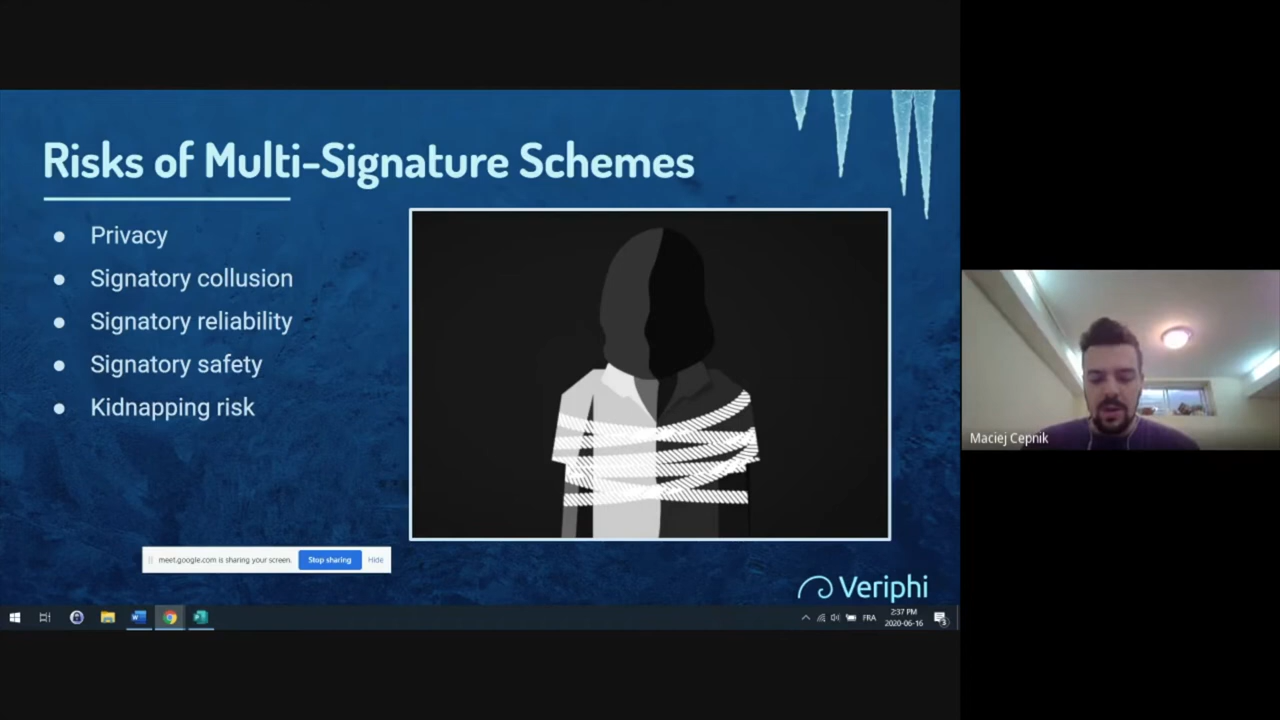 Risks of Multi-Signature Schemes
Privacy
Signatory collusion
Signatory reliability
Signatory safety
Kidnapping risk
meet.google.com is sharing your screen.
Stop sharing
Hide
Veriphi
FRA
2:37 PM
2020-06-16
3
Maciej Cepnik